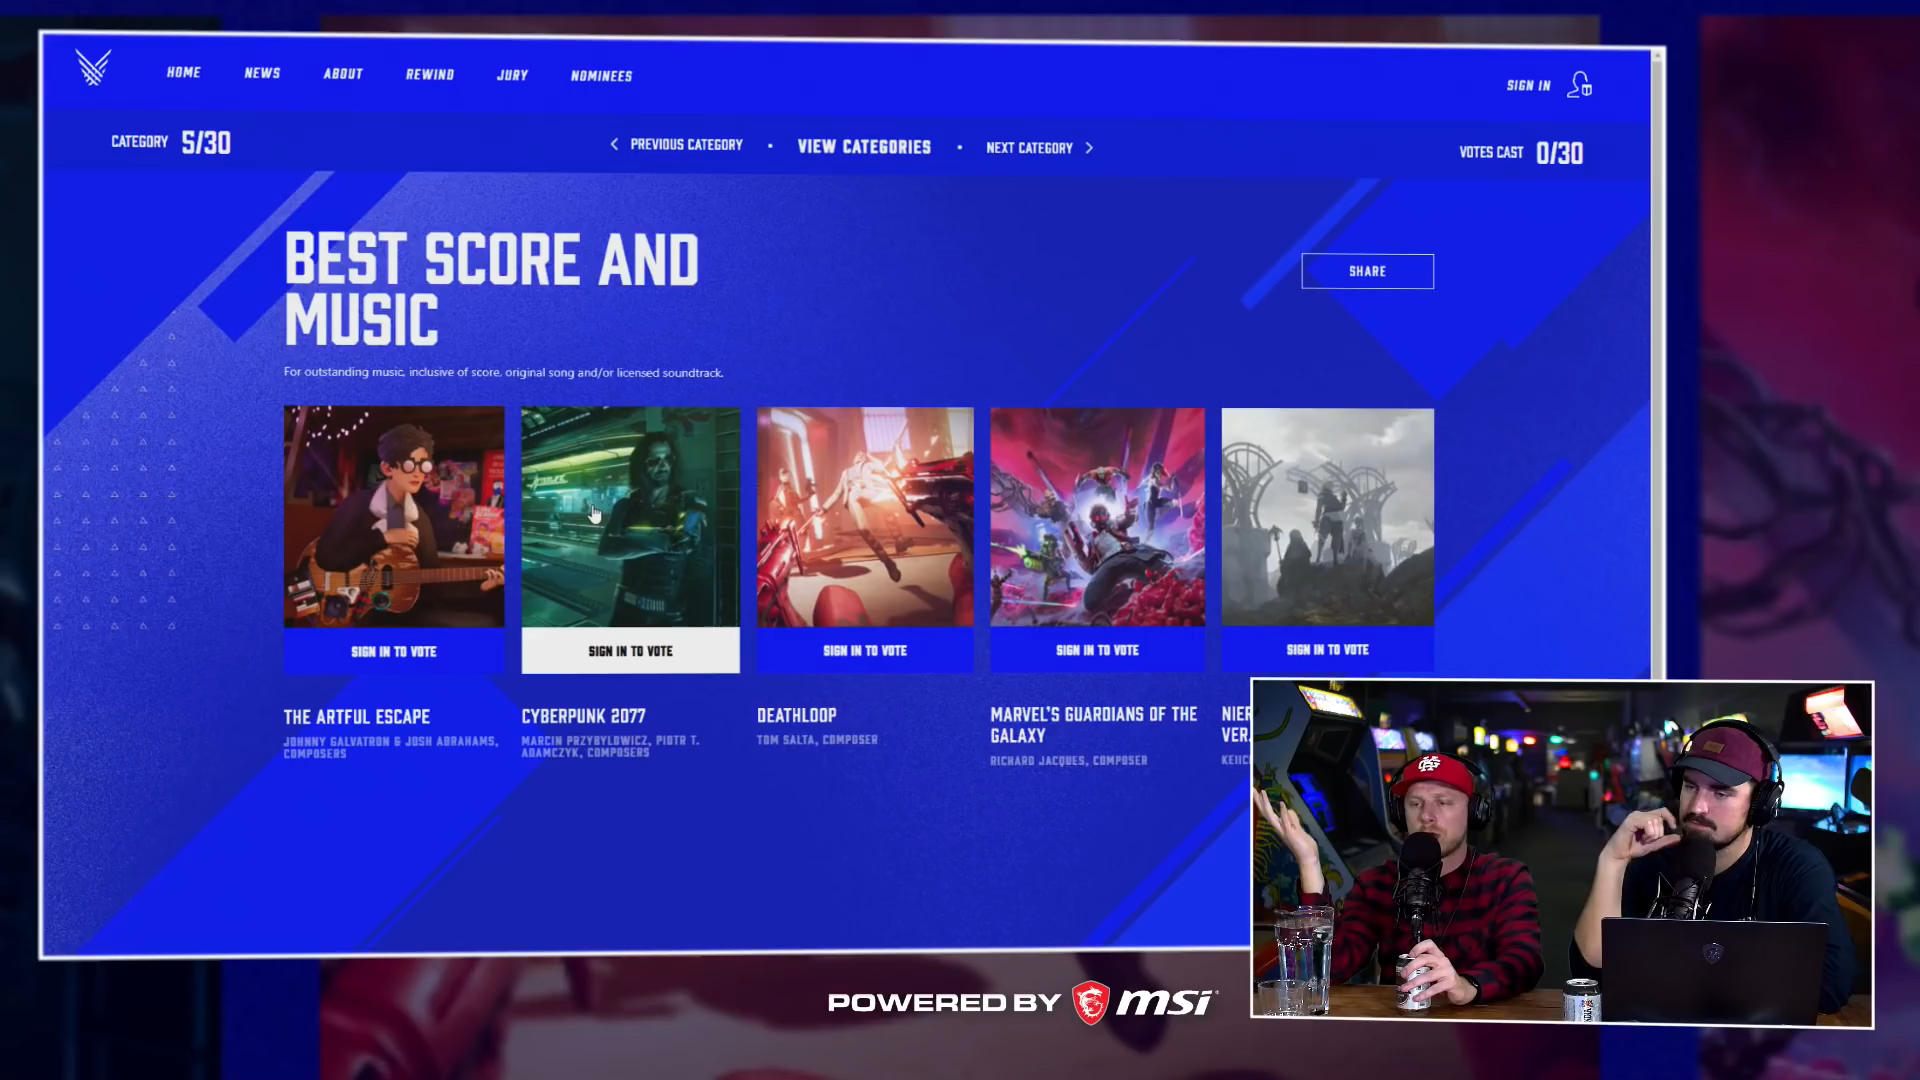 HOME NEWS ABOUT REWIND JURY NOMINEES SIGN IN
CATEGORY 5/30 PREVIOUS CATEGORY • VIEW CATEGORIES • NEXT CATEGORY VOTES CAST 0/30
BEST SCORE AND
MUSIC
SHARE
For outstanding music, inclusive of score, original song and/or licensed soundtrack.
SIGN IN TO VOTE SIGN IN TO VOTE SIGN IN TO VOTE SIGN IN TO VOTE SIGN IN TO VOTE
THE ARTFUL ESCAPE
JOHNNY GALVATRON & JOSH ABRAHAMS,
COMPOSERS
CYBERPUNK 2077
MARCIN PRZYBYLOWICZ, PIOTR T.
ADAMCZYK, COMPOSERS
DEATHLOOP
TOM SALTA, COMPOSER
MARVEL'S GUARDIANS OF THE
GALAXY
RICHARD JACQUES, COMPOSER
NIER
VER.
POWERED BY msi